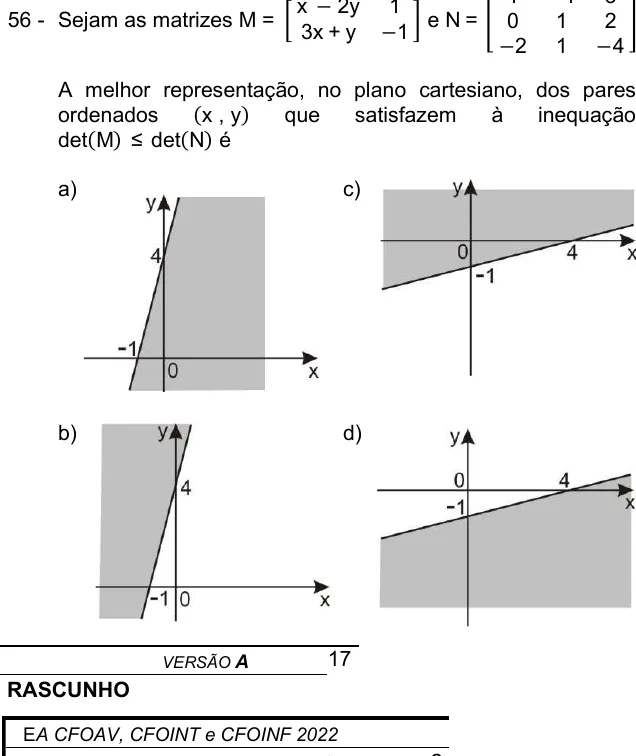 x − 2y 1
56 - Sejam as matrizes M = e N =
3x + y −1
0 1 2
−2 1 −4
A melhor representação, no plano cartesiano, dos pares
ordenados (x , y) que satisfazem à inequação
det(M) ≤ det(N) é
a)
y
4
-1
0
x
c)
y
0
4
x
-1
b)
y
4
-1 0
x
d)
y
0
4
-1
x
VERSÃO A 17
RASCUNHO
EA CFOAV, CFOINT e CFOINF 2022